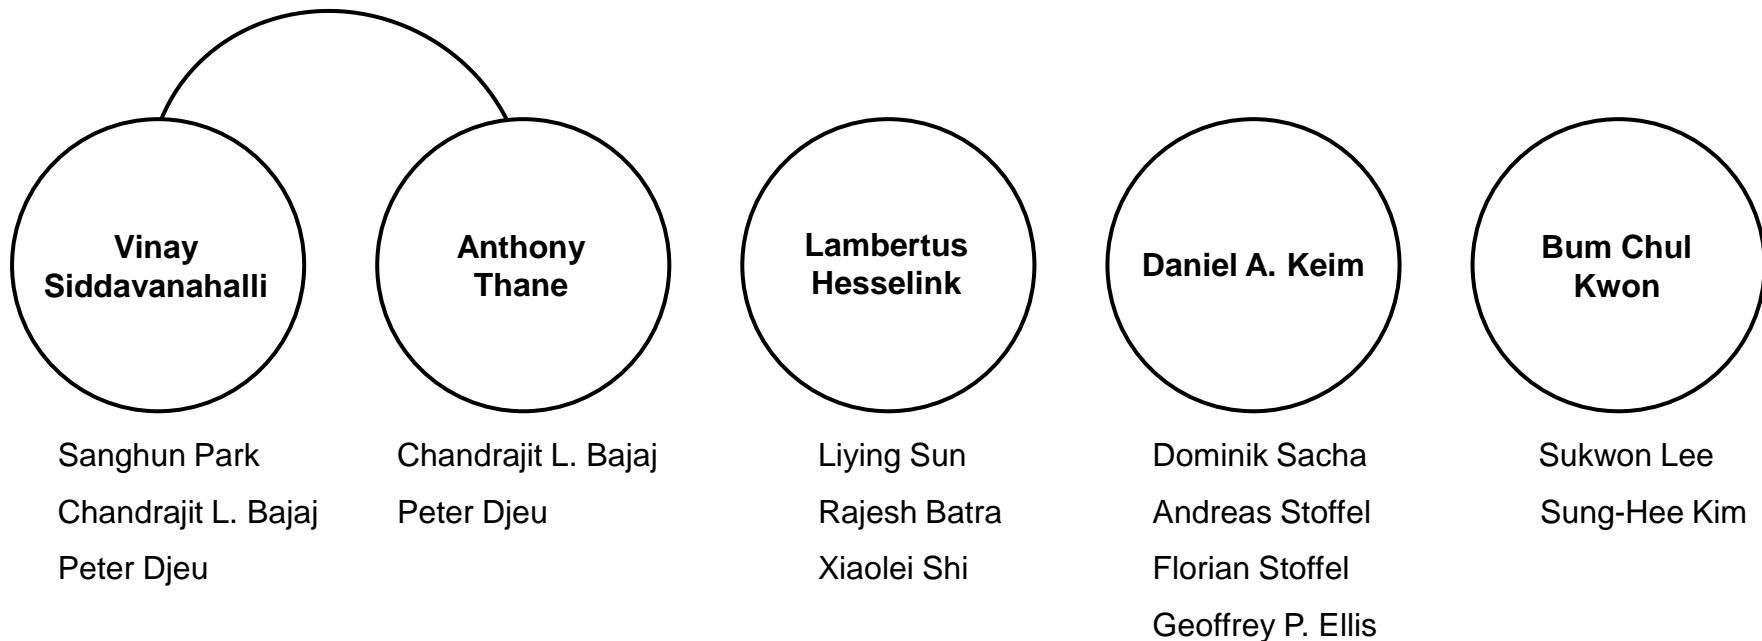 Vinay
Siddavanahalli
Anthony
Thane
Lambertus
Hesselink
Daniel A. Keim
Bum Chul
Kwon
Sanghun Park
Chandrajit L. Bajaj
Peter Djeu
Chandrajit L. Bajaj
Peter Djeu
Liying Sun
Rajesh Batra
Xiaolei Shi
Dominik Sacha
Andreas Stoffel
Florian Stoffel
Geoffrey P. Ellis
Sukwon Lee
Sung-Hee Kim